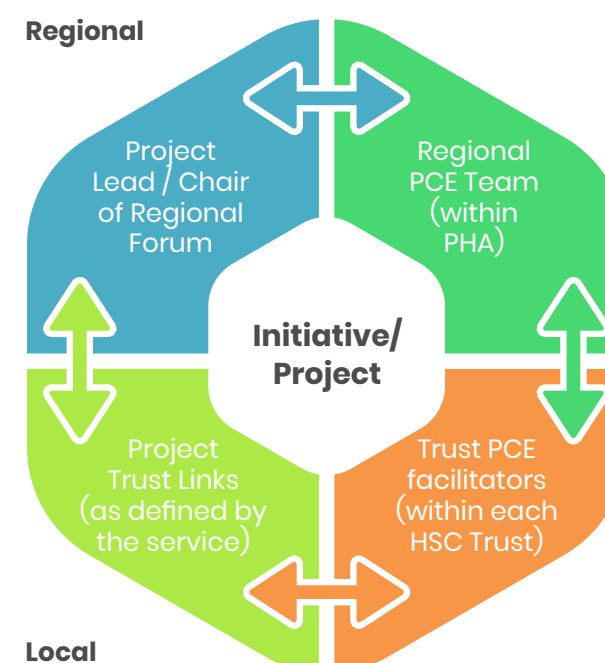 Regional
Project
Lead / Chair
of Regional
Forum
Regional
PCE Team
(within
PHA)
Initiative/
Project
Project
Trust Links
(as defined by
the service)
Trust PCE
facilitators
(within each
HSC Trust)
Local